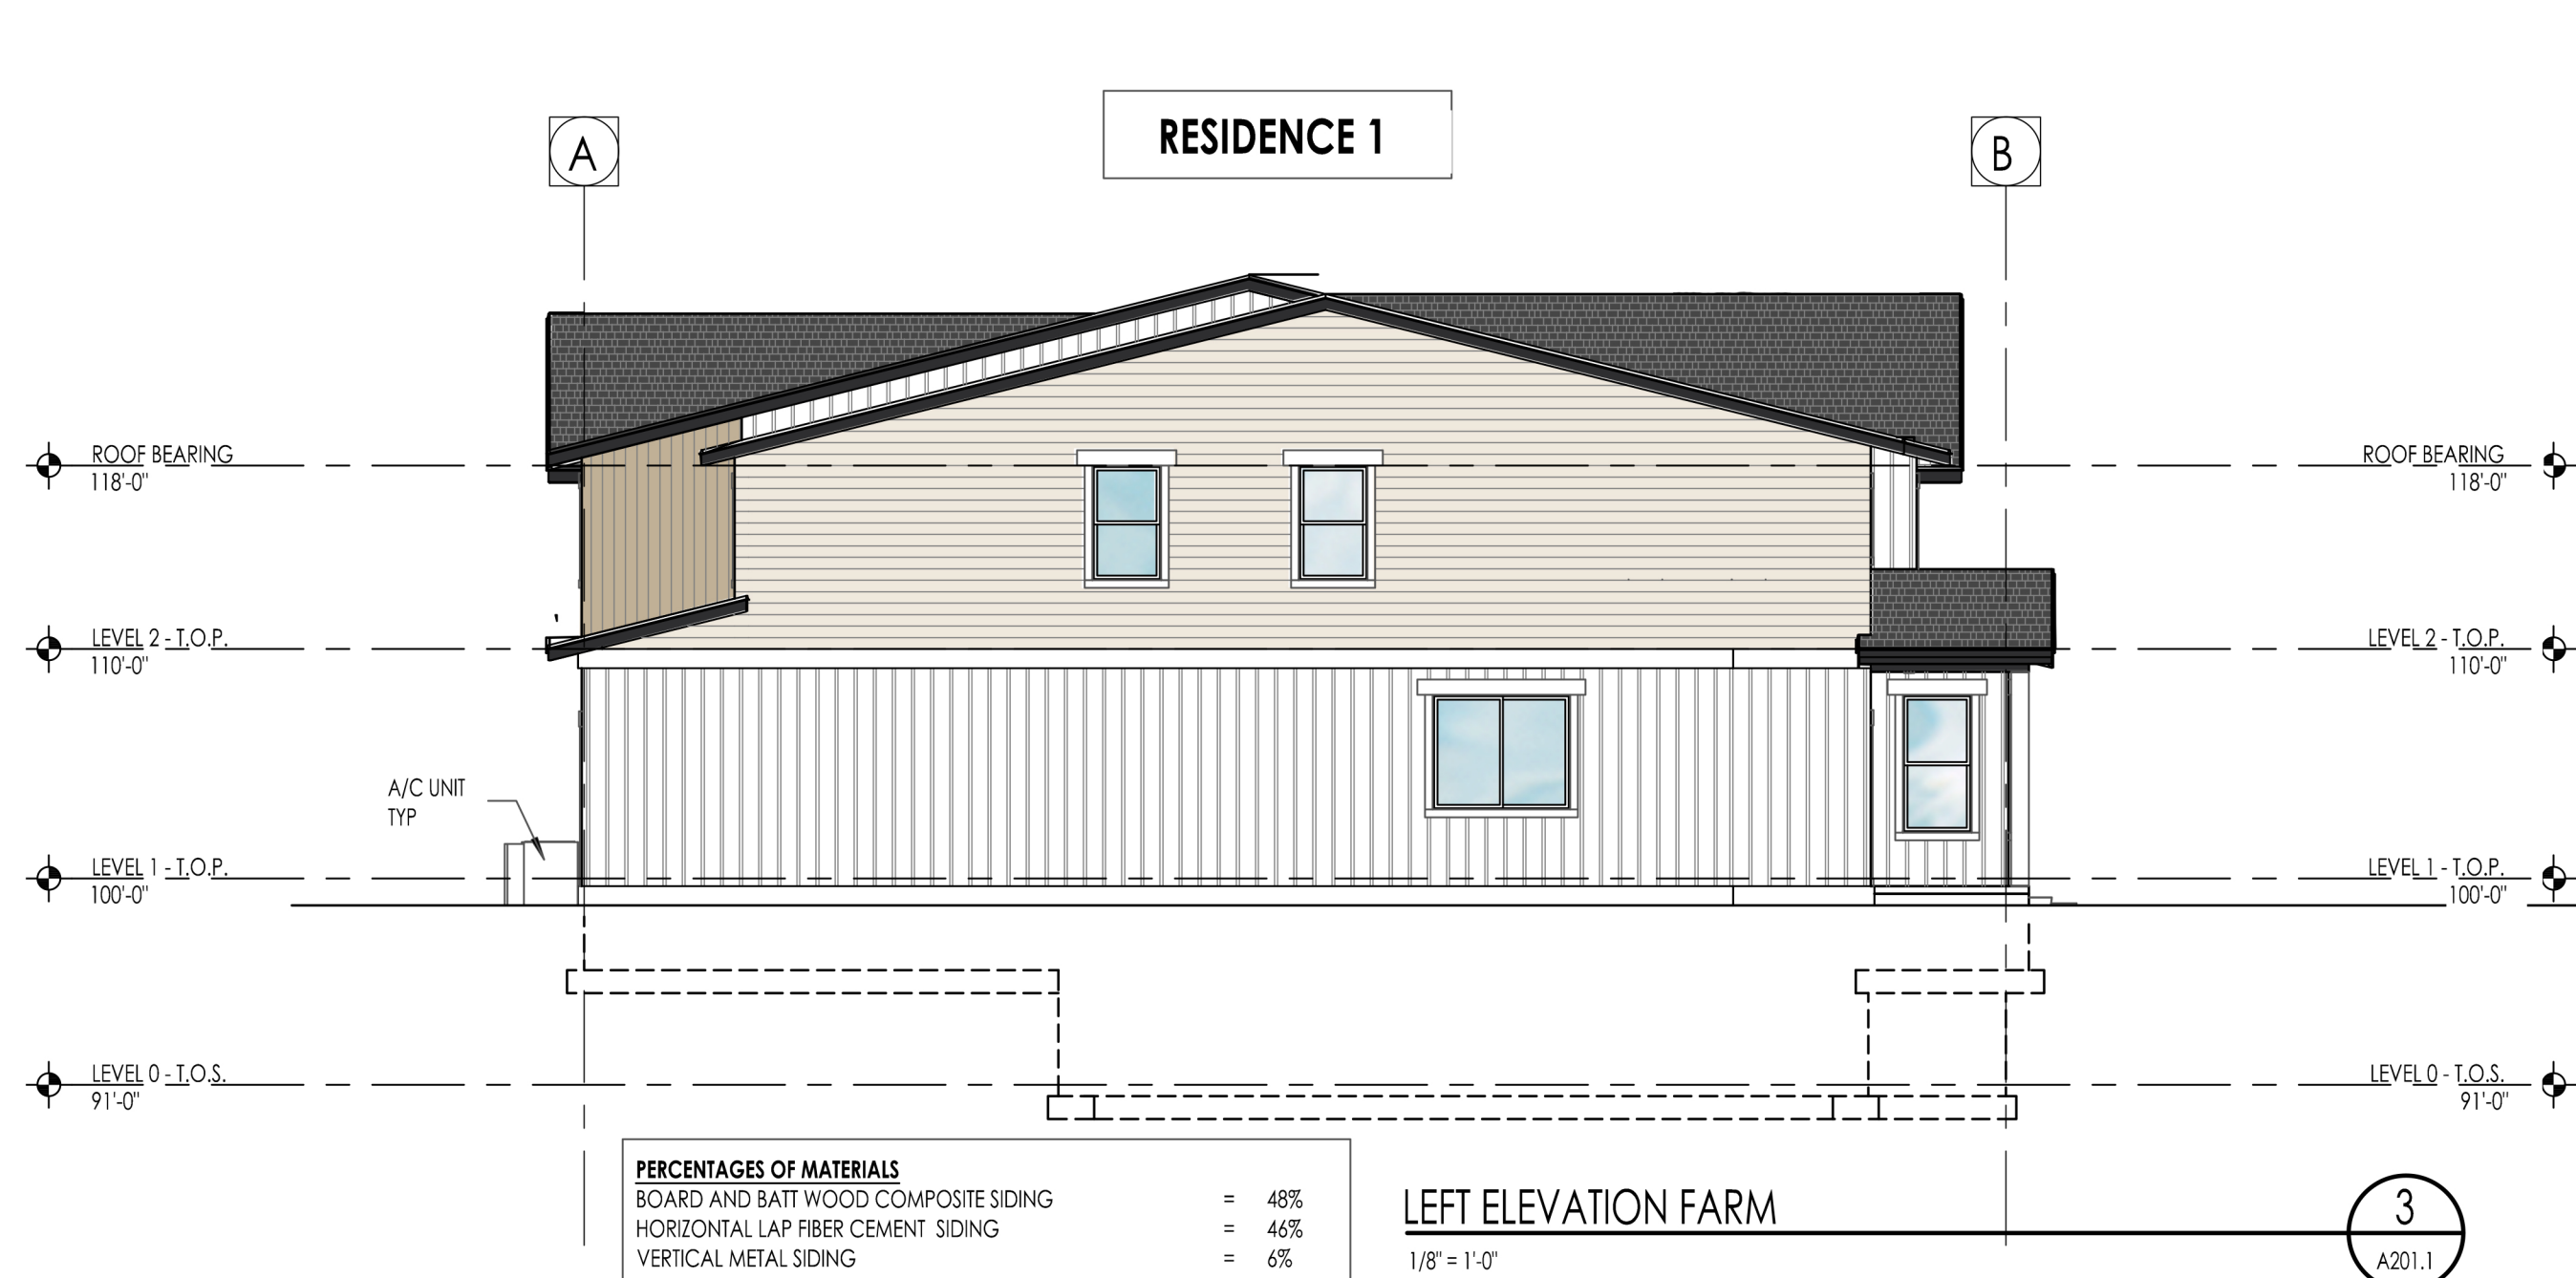 RESIDENCE 1
A
B
ROOF BEARING
118'-0"
ROOF BEARING
118'-0"
LEVEL 2 - T.O.P.
110'-0"
LEVEL 2 - T.O.P.
110'-0"
A/C UNIT
TYP
LEVEL 1 - T.O.P.
100'-0"
LEVEL 1 - T.O.P.
100'-0"
LEVEL 0 - T.O.S.
91'-0"
LEVEL 0 - T.O.S.
91'-0"
PERCENTAGES OF MATERIALS
BOARD AND BATT WOOD COMPOSITE SIDING = 48%
HORIZONTAL LAP FIBER CEMENT SIDING = 46%
VERTICAL METAL SIDING = 6%
LEFT ELEVATION FARM
1/8" = 1'-0"
3
A201.1